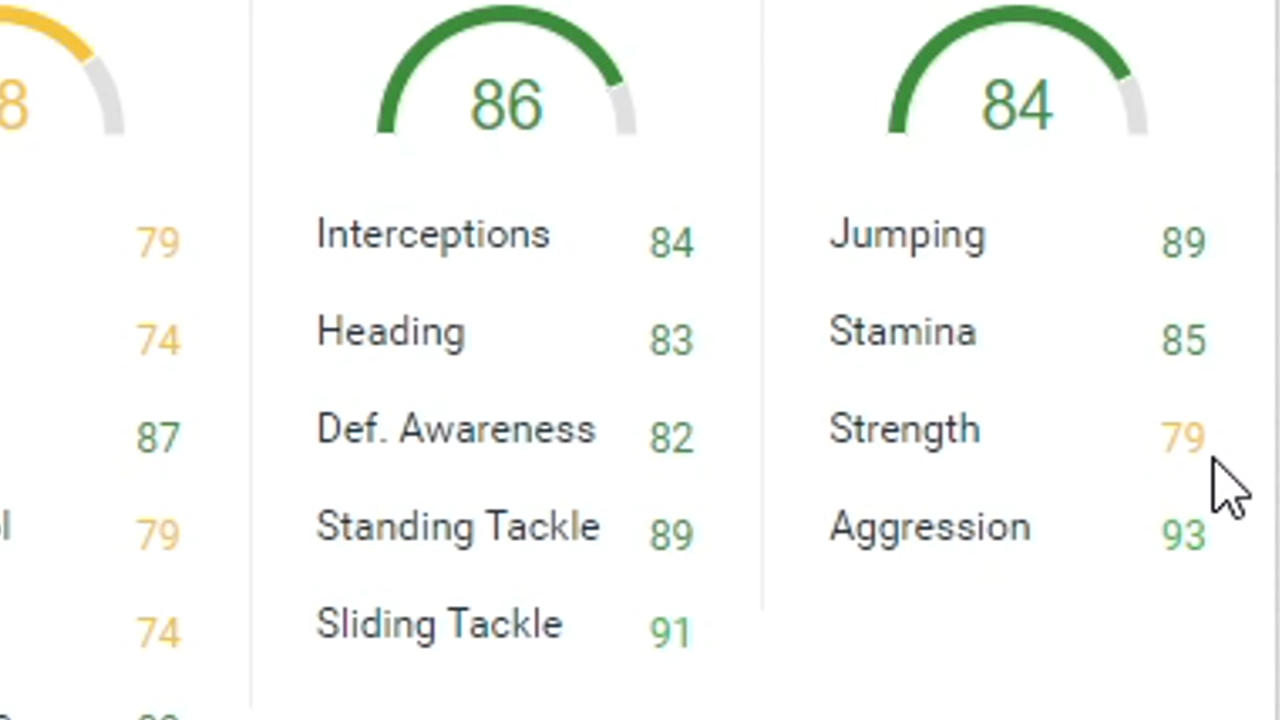 8 86 84
79 Interceptions 84 Jumping 89
74 Heading 83 Stamina 85
87 Def. Awareness 82 Strength 79
79 Standing Tackle 89 Aggression 93
74 Sliding Tackle 91